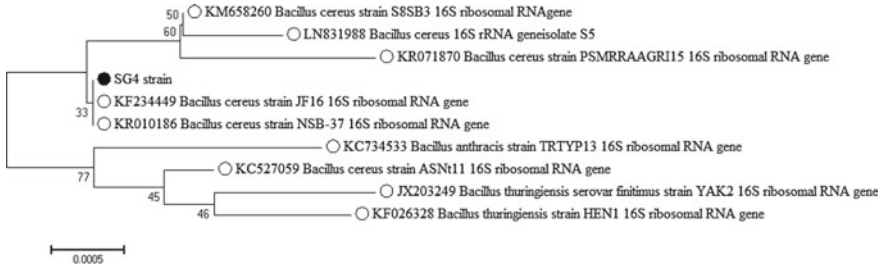 50
KM658260 Bacillus cereus strain S8SB3 16S ribosomal RNAgene
60
LN831988 Bacillus cereus 16S rRNA geneisolate S5
KR071870 Bacillus cereus strain PSMRRAAGRI15 16S ribosomal RNA gene
SG4 strain
33
KF234449 Bacillus cereus strain JF16 16S ribosomal RNA gene
KR010186 Bacillus cereus strain NSB-37 16S ribosomal RNA gene
KC734533 Bacillus anthracis strain TRTYP13 16S ribosomal RNA gene
77
KC527059 Bacillus cereus strain ASNt11 16S ribosomal RNA gene
45
JX203249 Bacillus thuringiensis serovar finitimus strain YAK2 16S ribosomal RNA gene
46
KF026328 Bacillus thuringiensis strain HEN1 16S ribosomal RNA gene
0.0005